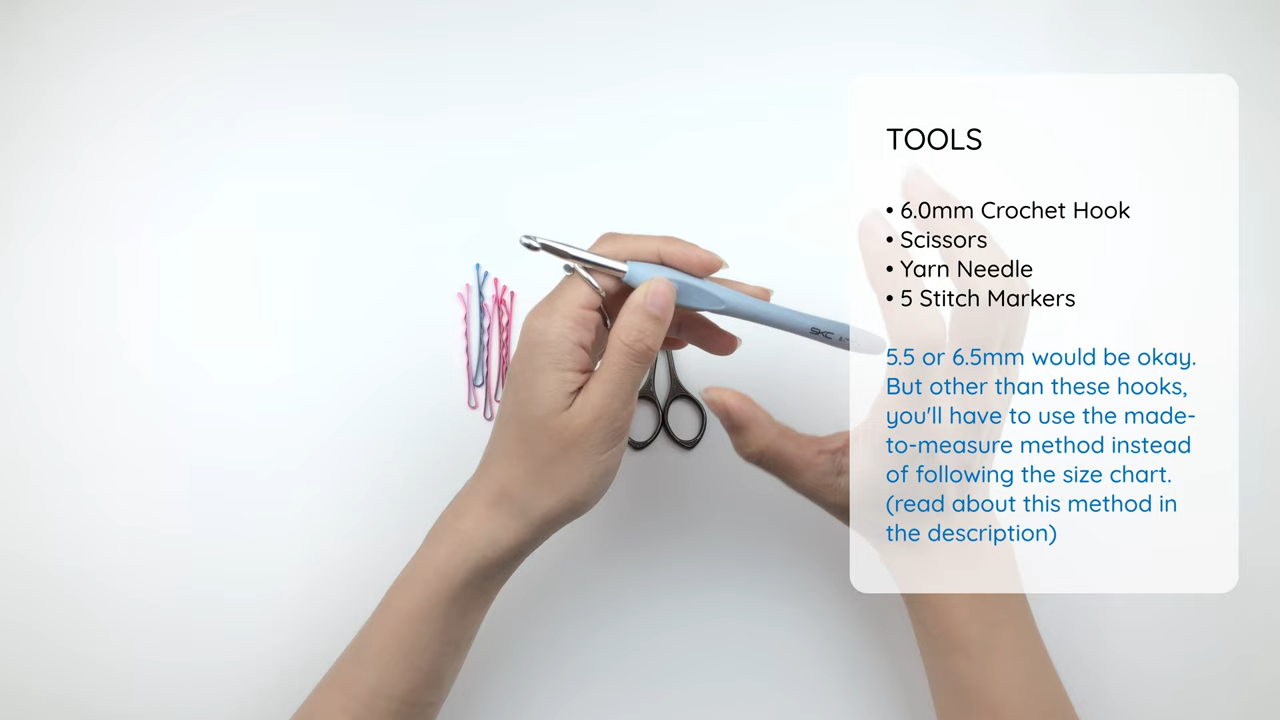 TOOLS
• 6.0mm Crochet Hook
• Scissors
• Yarn Needle
• 5 Stitch Markers
5.5 or 6.5mm would be okay.
But other than these hooks,
you'll have to use the made-
to-measure method instead
of following the size chart.
(read about this method in
the description)